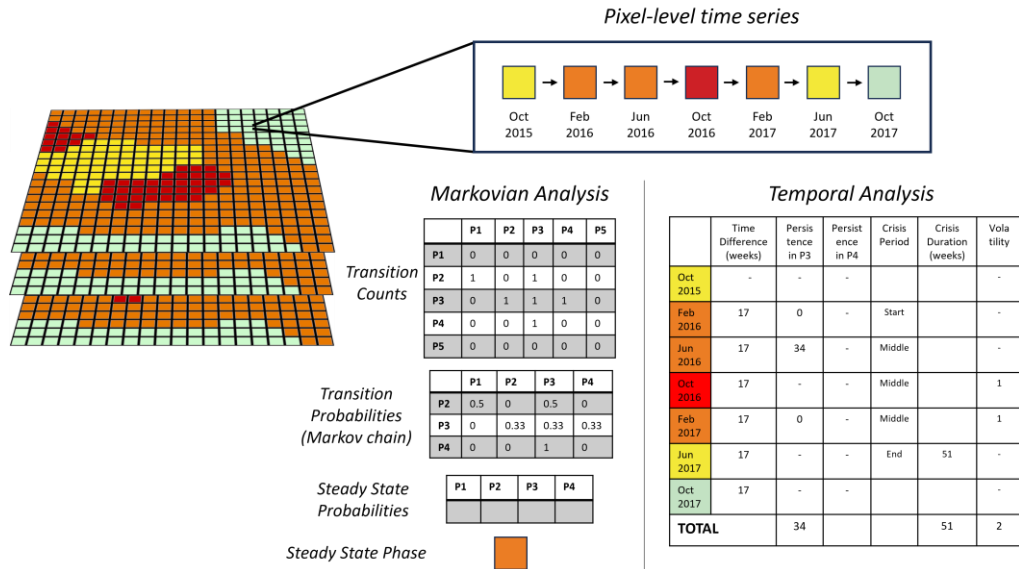 Pixel-level time series
Oct Feb Jun Oct Feb Jun Oct
2015 2016 2016 2016 2017 2017 2017
Markovian Analysis
P1 P2 P3 P4 P5
P1 0 0 0 0 0
P2 1 0 1 0 0
P3 0 1 1 1 0
P4 0 0 1 0 0
P5 0 0 0 0 0
Transition
Counts
P1 P2 P3 P4
P2 0.5 0 0.5 0
P3 0 0.33 0.33 0.33
P4 0 0 1 0
Transition
Probabilities
(Markov chain)
Steady State
Probabilities
P1 P2 P3 P4
Steady State Phase
Temporal Analysis
Time Persis Persist Crisis Crisis Vola
Difference tence ence Period Duration tility
(weeks) in P3 in P4 (weeks)
Oct - - - -
2015
Feb 17 0 - Start -
2016
Jun 17 34 - Middle -
2016
Oct 17 - - Middle 1
2016
Feb 17 0 - Middle 1
2017
Jun 17 - - End 51 -
2017
Oct 17 - - -
2017
TOTAL 34 51 2